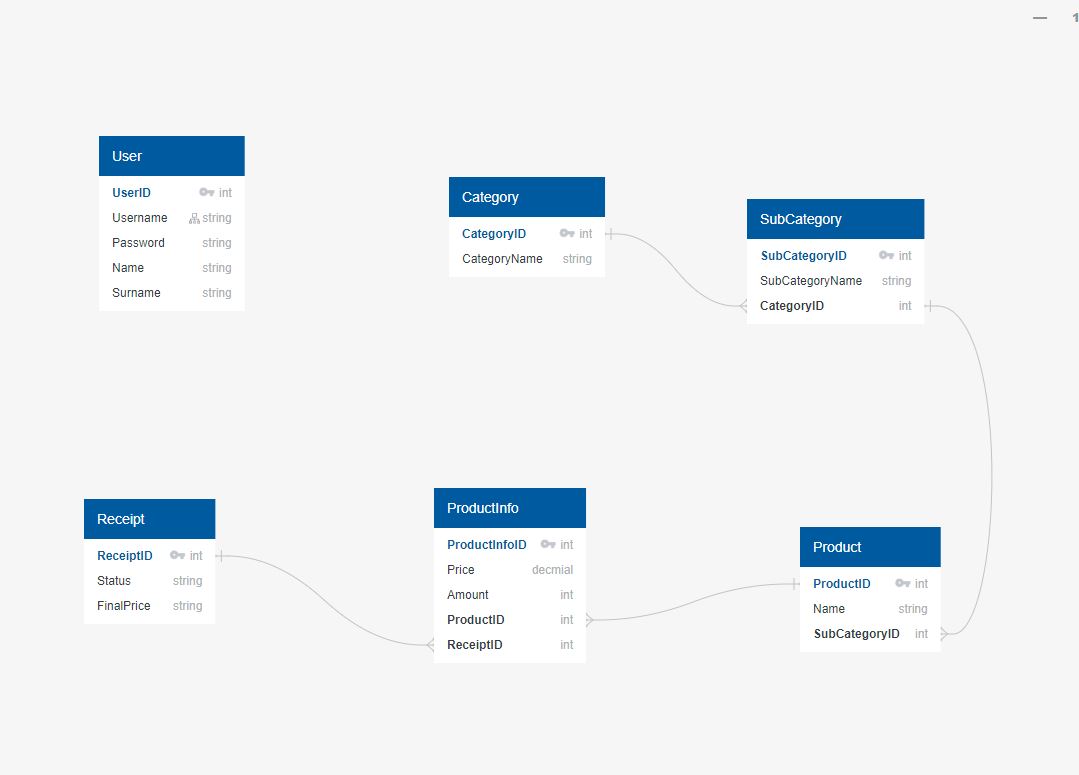 1
User
UserID int
Username string
Password string
Name string
Surname string
Category
CategoryID int
CategoryName string
SubCategory
SubCategoryID int
SubCategoryName string
CategoryID int
Receipt
ReceiptID int
Status string
FinalPrice string
ProductInfo
ProductInfoID int
Price decmial
Amount int
ProductID int
ReceiptID int
Product
ProductID int
Name string
SubCategoryID int